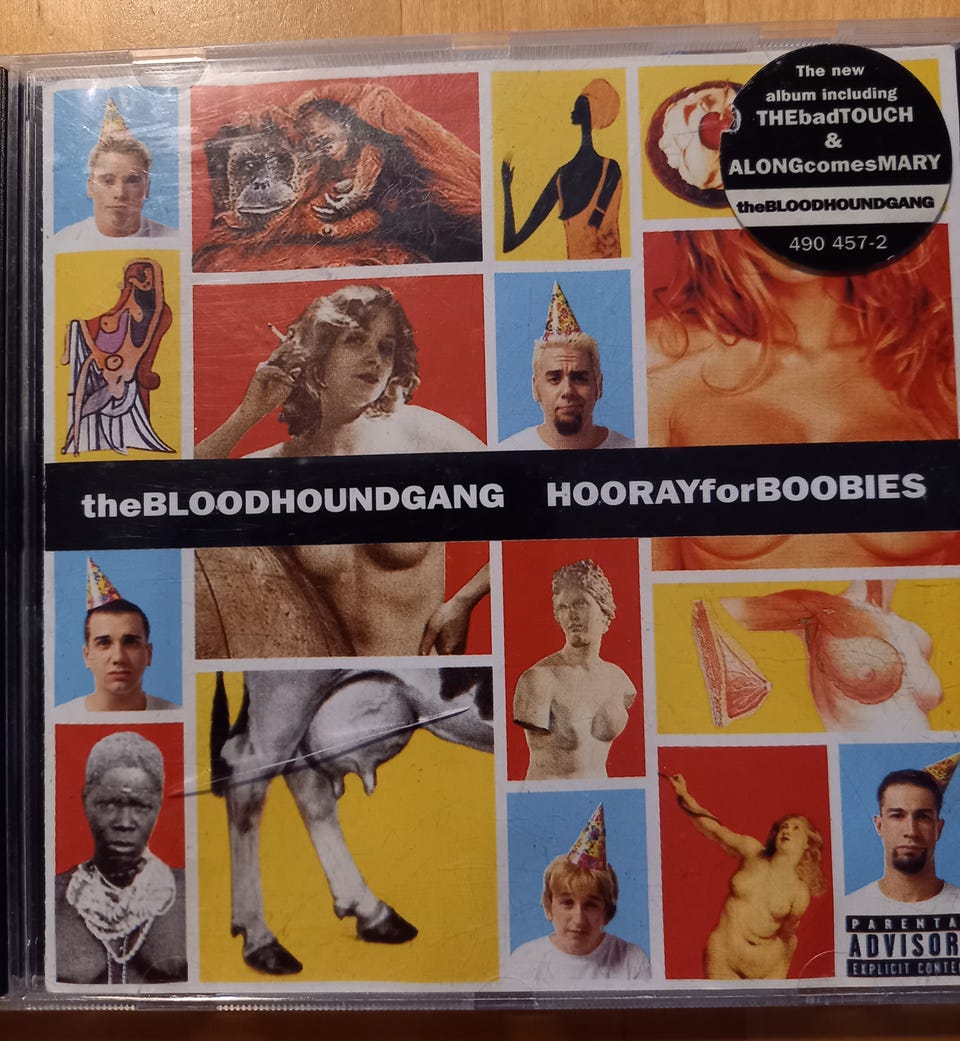 The new
album including
THEbadTOUCH
&
ALONGcomesMARY
theBLOODHOUNDGANG
490 457-2
theBLOODHOUNDGANG HOORAYforBOOBIES
PARENTA
ADVISOR
EXPLICIT CONTE